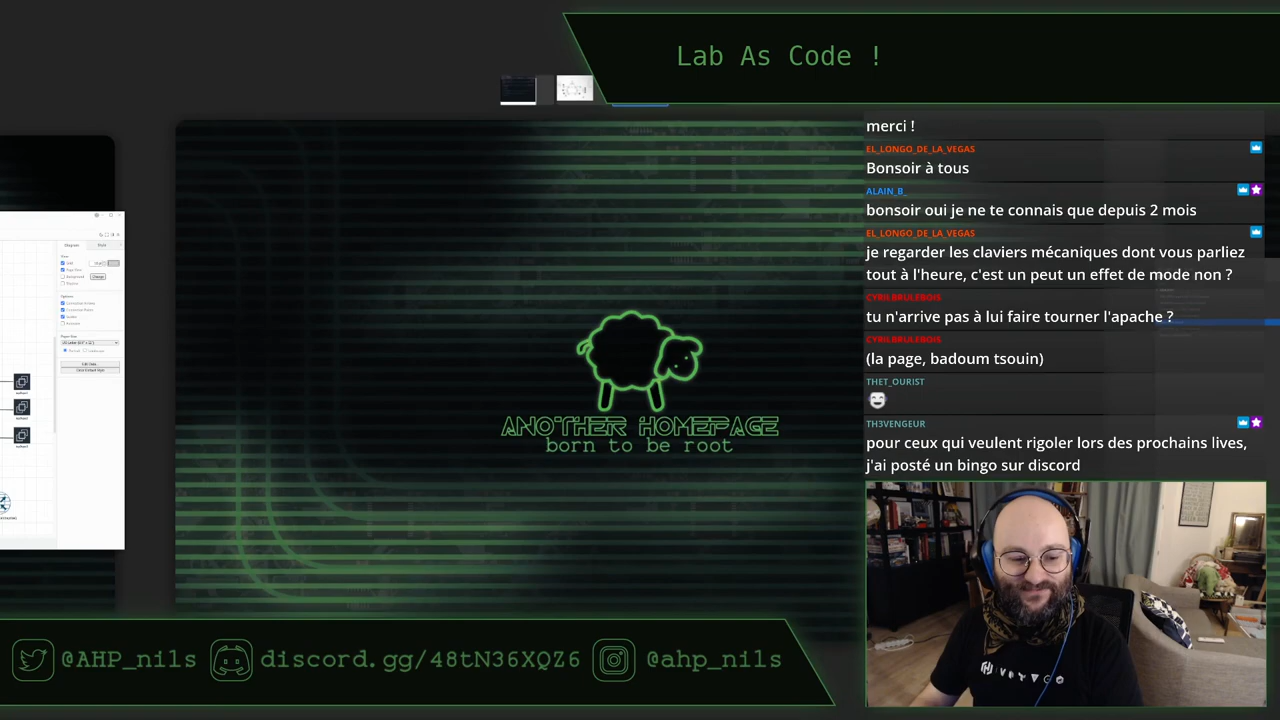 Lab As Code !
merci !
EL_LONGO_DE_LA_VEGAS
Bonsoir à tous
ALAIN_B_
bonsoir oui je ne te connais que depuis 2 mois
EL_LONGO_DE_LA_VEGAS
je regarder les claviers mécaniques dont vous parliez
tout à l'heure, c'est un peut un effet de mode non ?
CYRILBRULEBOIS
tu n'arrive pas à lui faire tourner l'apache ?
CYRILBRULEBOIS
(la page, badum tsouin)
THET_OURIST
TH3VENGEUR
pour ceux qui veulent rigoler lors des prochains lives,
j'ai posté un bingo sur discord
ANOTHER HOMEPAGE
born to be root
@AHP_nils
discord.gg/48tN36XQZ6
@ahp_nils